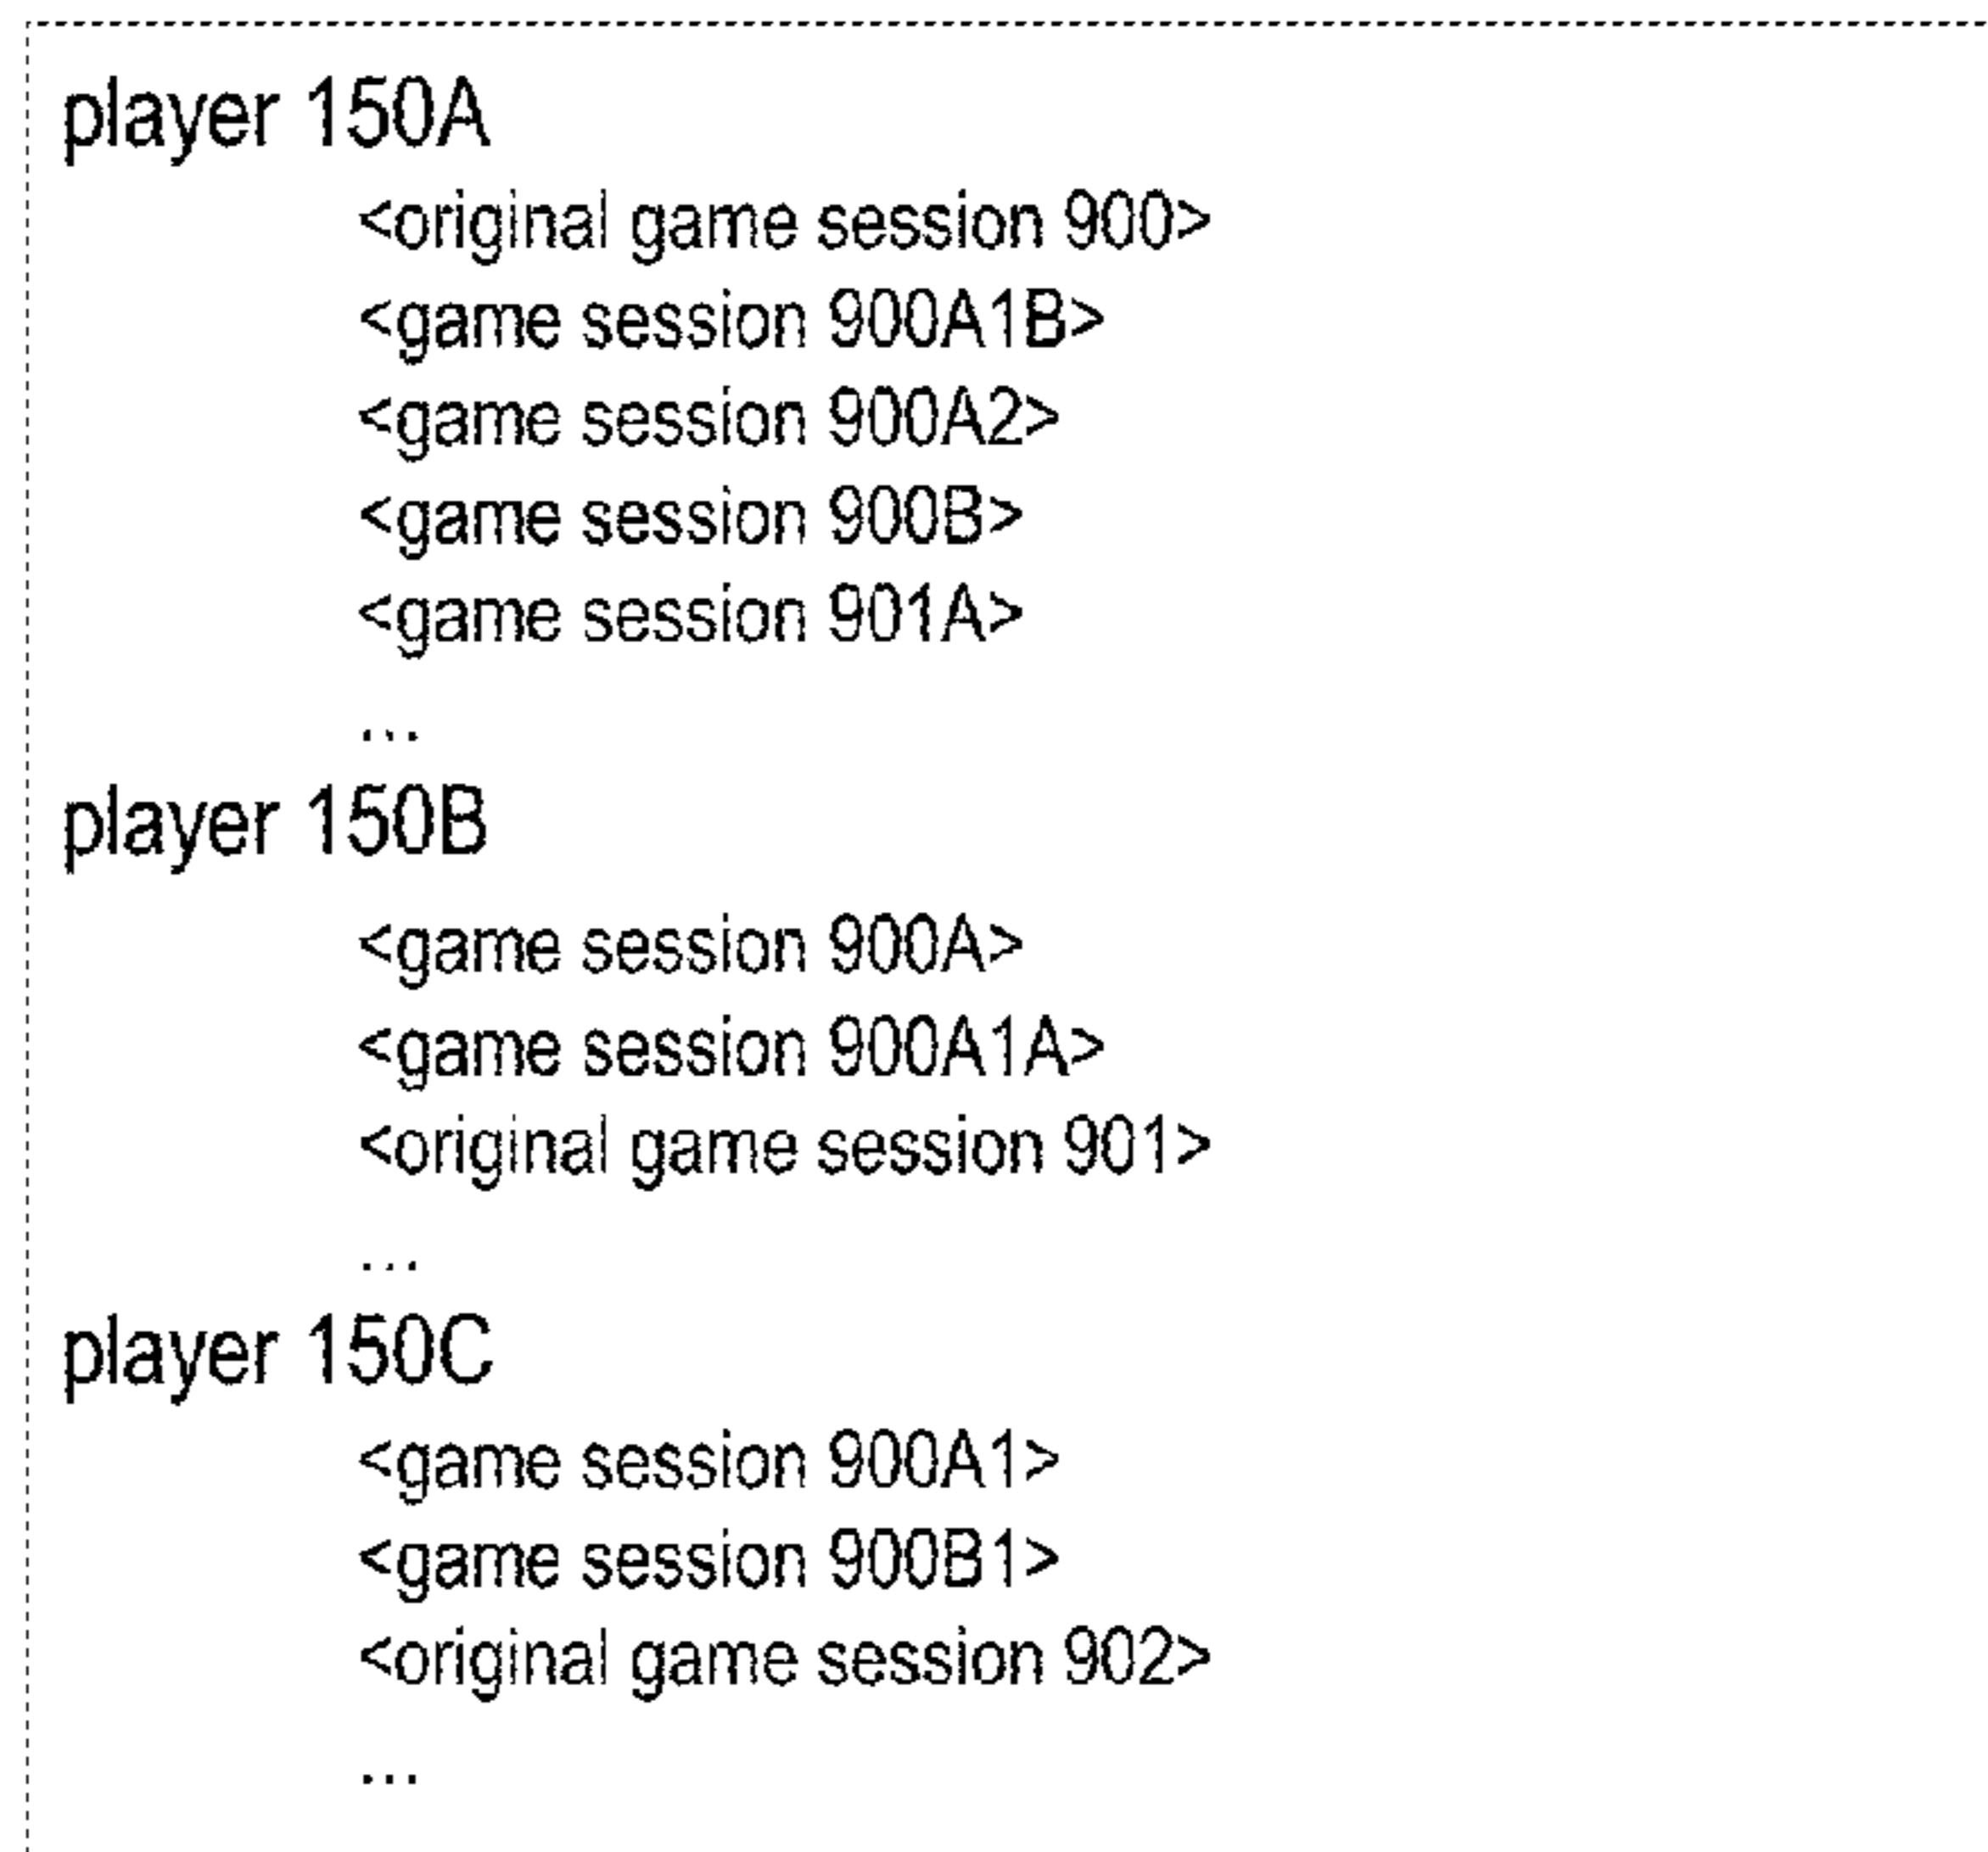 player 150A
<original game session 900>
<game session 900A1B>
<game session 900A2>
<game session 900B>
<game session 901A>
...
player 150B
<game session 900A>
<game session 900A1A>
<original game session 901>
...
player 150C
<game session 900A1>
<game session 900B1>
<original game session 902>
...